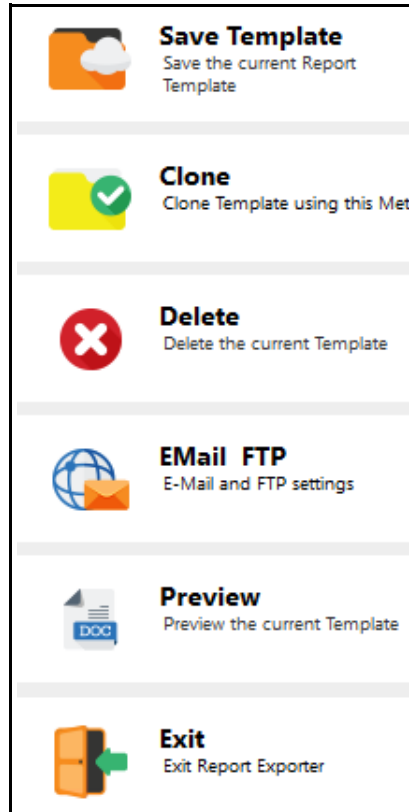 Save Template
Save the current Report
Template
Clone
Clone Template using this Met
Delete
Delete the current Template
EMail FTP
E-Mail and FTP settings
Preview
Preview the current Template
DOC
Exit
Exit Report Exporter